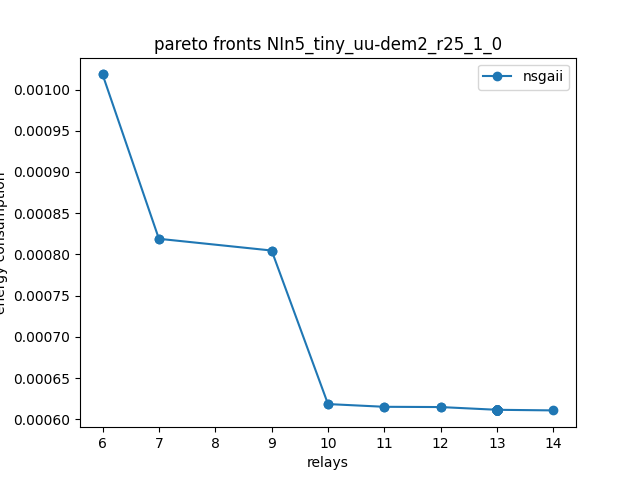 pareto fronts NIn5_tiny_uu-dem2_r25_1_0
nsgaii
0.00100
0.00095
0.00090
0.00085
0.00080
0.00075
0.00070
0.00065
0.00060
energy consumption
6 7 8 9 10 11 12 13 14
relays